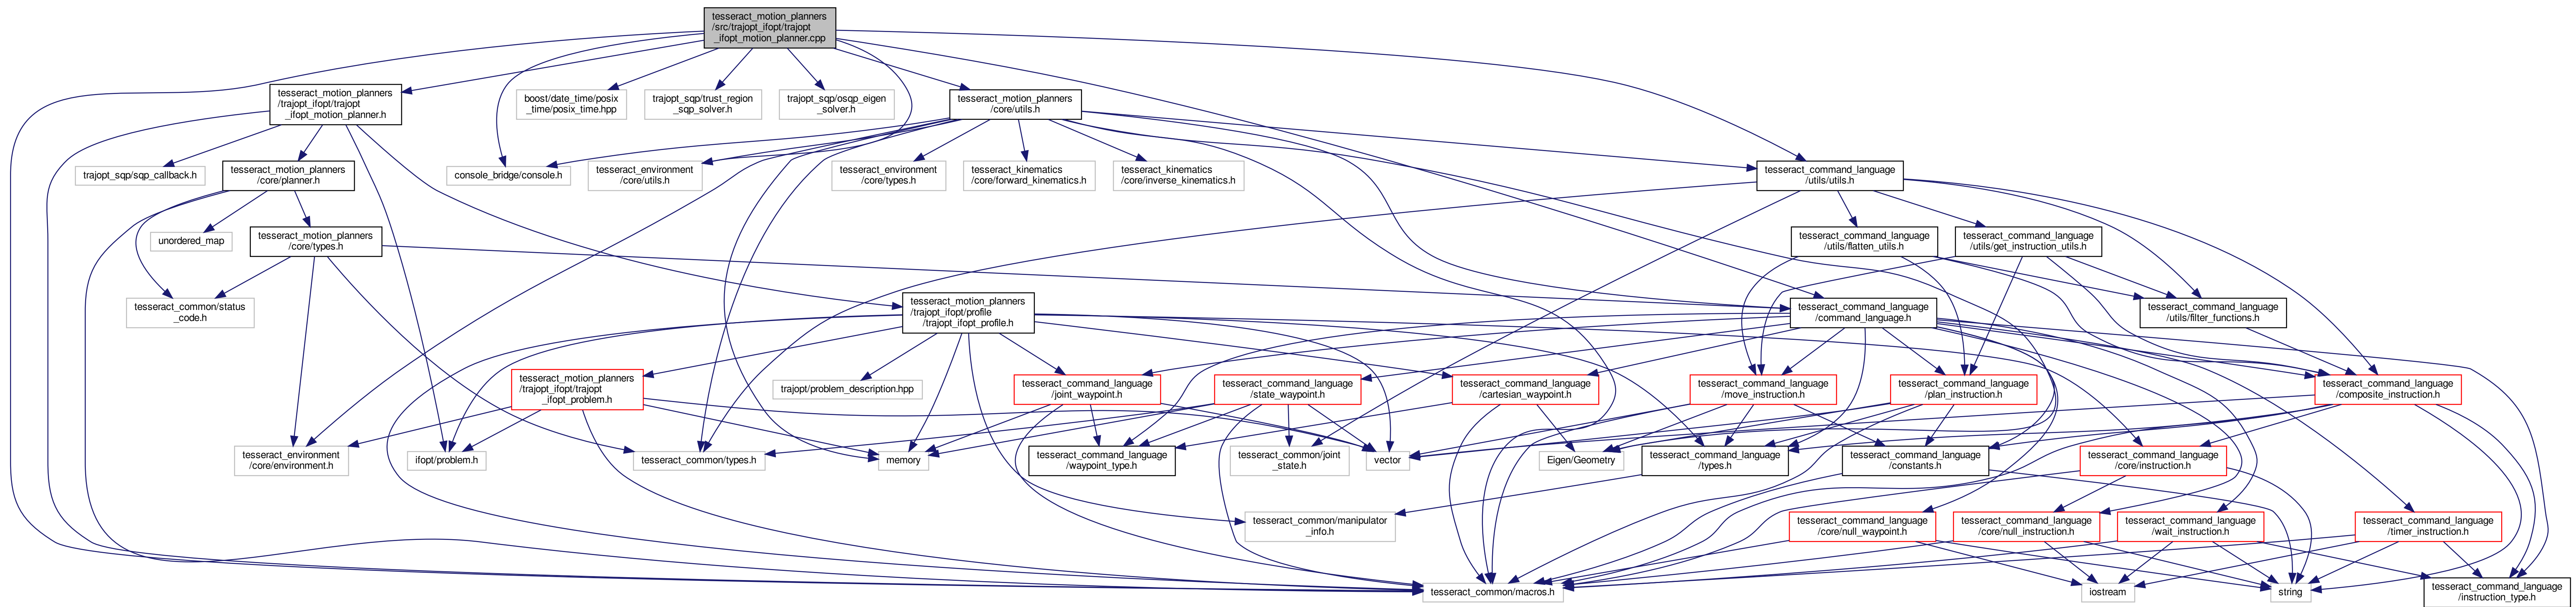 tesseract_motion_planners
/src/trajopt_ifopt/trajopt
_ifopt_motion_planner.cpp
tesseract_motion_planners
/trajopt_ifopt/trajopt
_ifopt_motion_planner.h
boost/date_time/posix
_time/posix_time.hpp
trajopt_sqp/trust_region
_sqp_solver.h
trajopt_sqp/osqp_eigen
_solver.h
tesseract_motion_planners
/core/utils.h
trajopt_sqp/sqp_callback.h
tesseract_motion_planners
/core/planner.h
console_bridge/console.h
tesseract_environment
/core/utils.h
tesseract_environment
/core/types.h
tesseract_kinematics
/core/forward_kinematics.h
tesseract_kinematics
/core/inverse_kinematics.h
tesseract_command_language
/utils/utils.h
unordered_map
tesseract_motion_planners
/core/types.h
tesseract_command_language
/utils/flatten_utils.h
tesseract_command_language
/utils/get_instruction_utils.h
tesseract_common/status
_code.h
tesseract_motion_planners
/trajopt_ifopt/profile
/trajopt_ifopt_profile.h
tesseract_command_language
/command_language.h
tesseract_command_language
/utils/filter_functions.h
tesseract_motion_planners
/trajopt_ifopt/trajopt
_ifopt_problem.h
trajopt/problem_description.hpp
tesseract_command_language
/joint_waypoint.h
tesseract_command_language
/state_waypoint.h
tesseract_command_language
/cartesian_waypoint.h
tesseract_command_language
/move_instruction.h
tesseract_command_language
/plan_instruction.h
tesseract_command_language
/composite_instruction.h
tesseract_environment
/core/environment.h
ifopt/problem.h
tesseract_common/types.h
memory
tesseract_command_language
/waypoint_type.h
tesseract_common/joint
_state.h
vector
Eigen/Geometry
tesseract_command_language
/types.h
tesseract_command_language
/constants.h
tesseract_command_language
/core/instruction.h
tesseract_common/manipulator
_info.h
tesseract_command_language
/core/null_waypoint.h
tesseract_command_language
/core/null_instruction.h
tesseract_command_language
/wait_instruction.h
tesseract_command_language
/timer_instruction.h
tesseract_common/macros.h
iostream
string
tesseract_command_language
/instruction_type.h